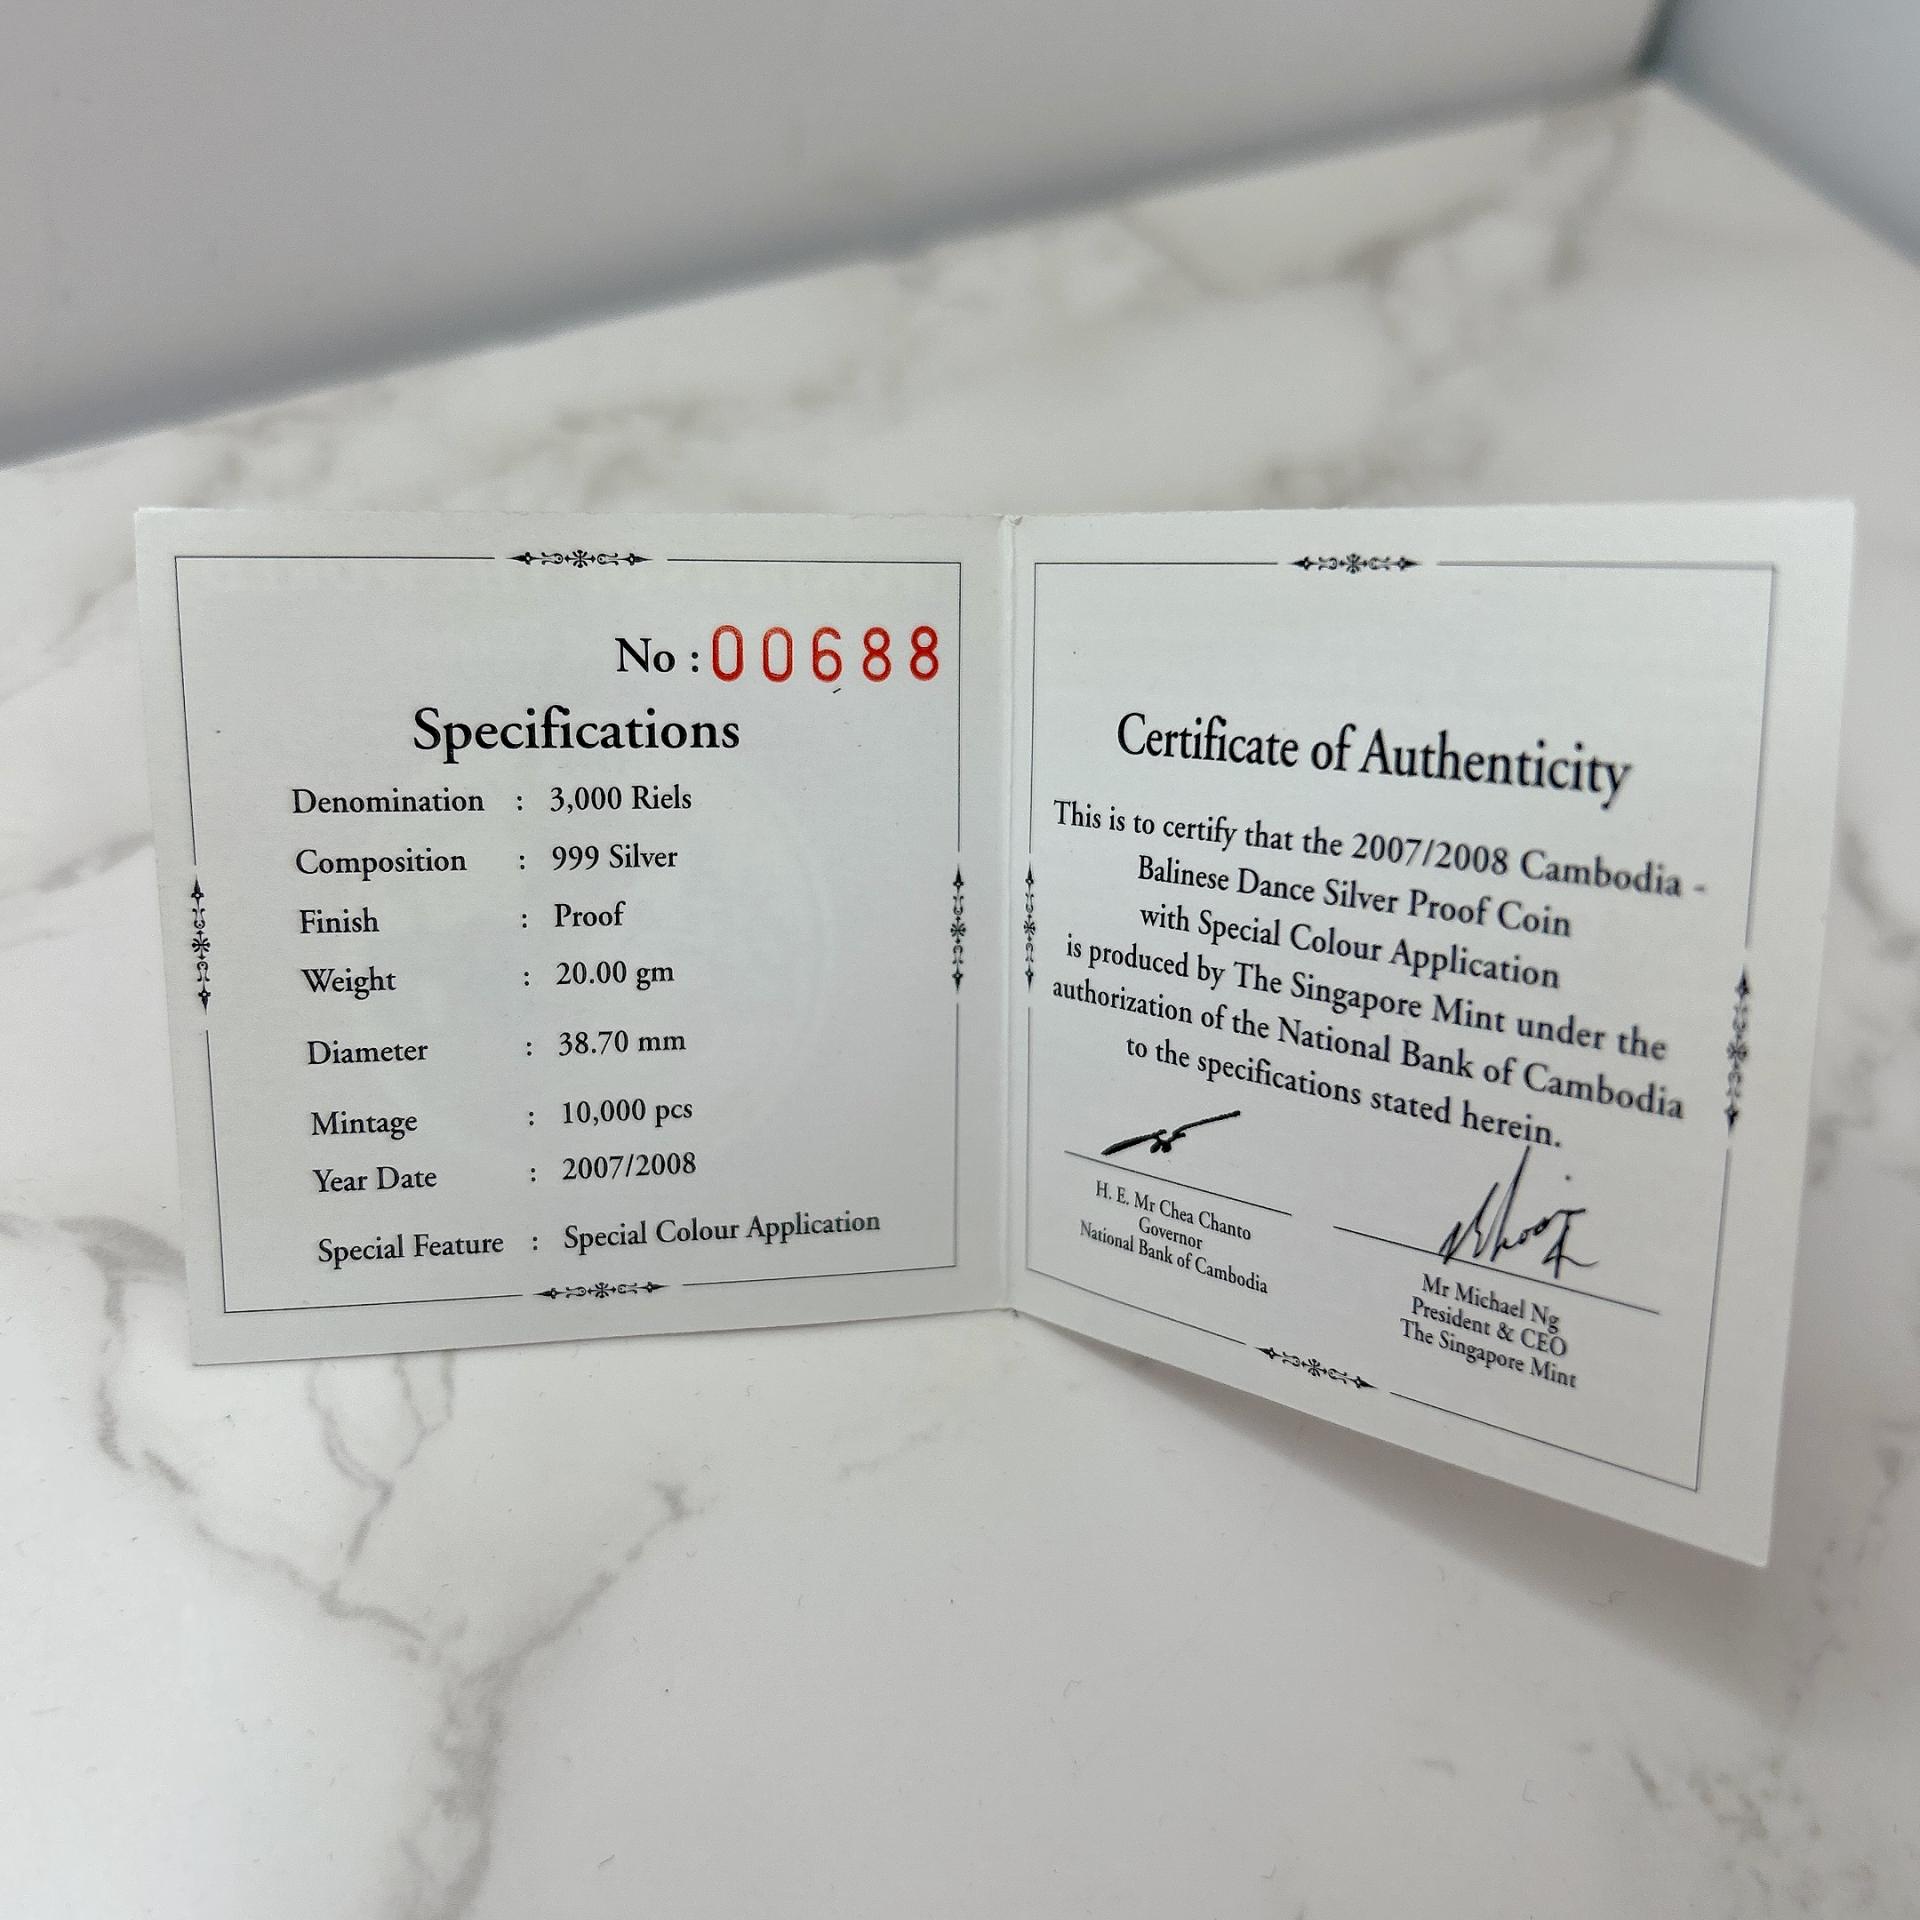 No : 00688
Specifications
Denomination : 3,000 Riels
Composition : 999 Silver
Finish : Proof
Weight : 20.00 gm
Diameter : 38.70 mm
Mintage : 10,000 pcs
Year Date : 2007/2008
Special Feature : Special Colour Application
Certificate of Authenticity
This is to certify that the 2007/2008 Cambodia -
Balinese Dance Silver Proof Coin
with Special Colour Application
is produced by The Singapore Mint under the
authorization of the National Bank of Cambodia
to the specifications stated herein.
H. E. Mr Chea Chanto
Governor
National Bank of Cambodia
Mr Michael Ng
President & CEO
The Singapore Mint